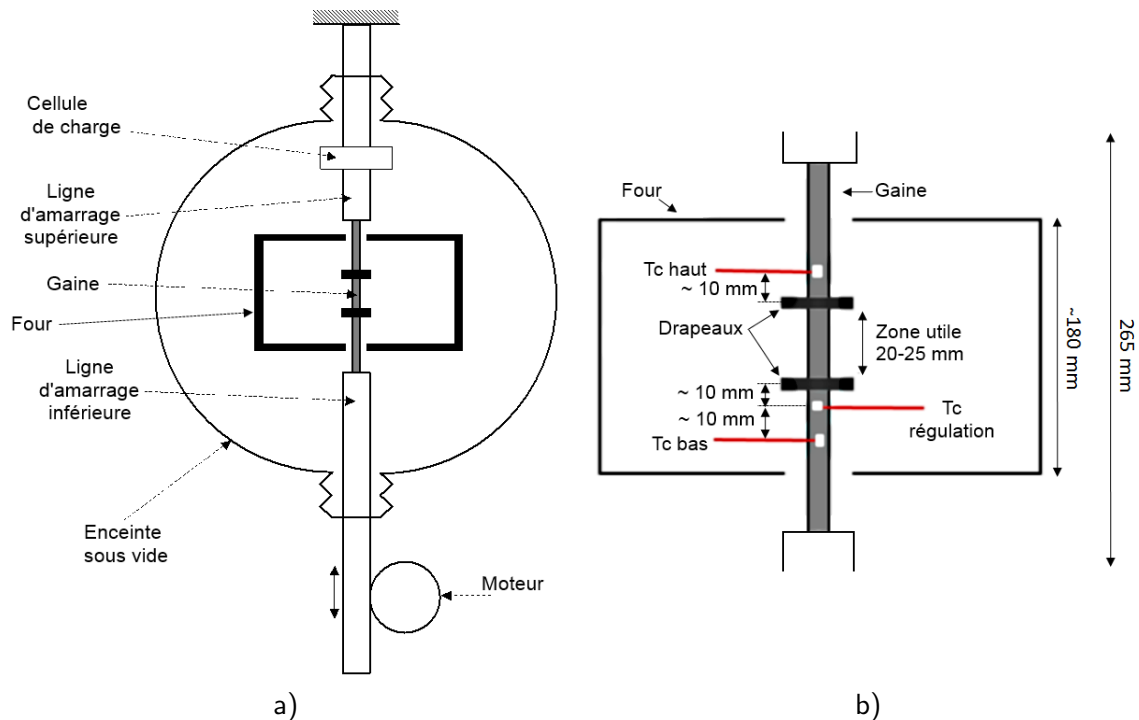 Cellule
de charge
Ligne
d'amarrage
supérieure
Gaine
Four
Ligne
d'amarrage
inférieure
Enceinte
sous vide
Moteur
a)
Four
Gaine
Tc haut
~ 10 mm
Drapeaux
Zone utile
20-25 mm
~ 10 mm
~ 10 mm
Tc
régulation
Tc bas
~180 mm
265 mm
b)